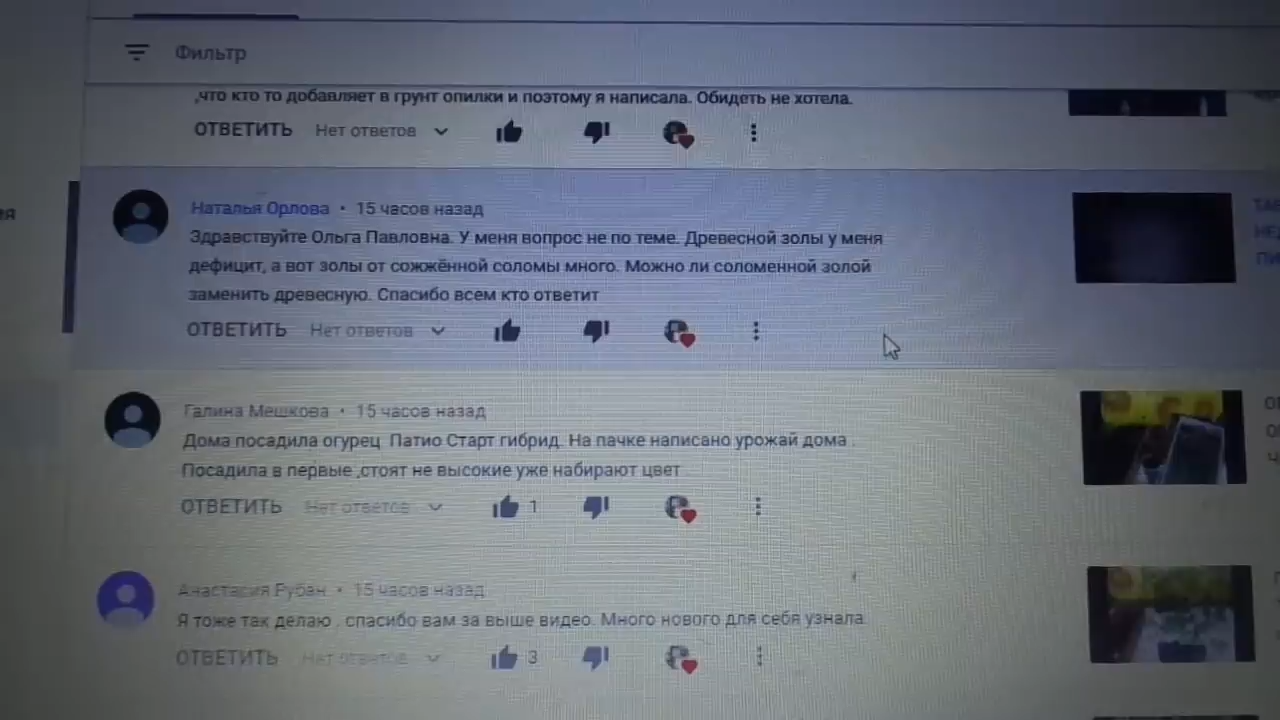 Фильтр
,что кто то добавляет в грунт опилки и поэтому я написала. Обидеть не хотела.
ОТВЕТИТЬ Нет ответов
Наталья Орлова • 15 часов назад
Здравствуйте Ольга Павловна. У меня вопрос не по теме. Древесной золы у меня
дефицит, а вот золы от сожжённой соломы много. Можно ли соломенной золой
заменить древесную. Спасибо всем кто ответит
ОТВЕТИТЬ Нет ответов
Галина Мешкова • 15 часов назад
Дома посадила огурец Патио Старт гибрид. На пачке написано урожай дома .
Посадила в первые ,стоят не высокие уже набирают цвет
ОТВЕТИТЬ Нет ответов 1
Анастасия Рубан • 15 часов назад
Я тоже так делаю , спасибо вам за выше видео. Много нового для себя узнала.
ОТВЕТИТЬ Нет ответов 3